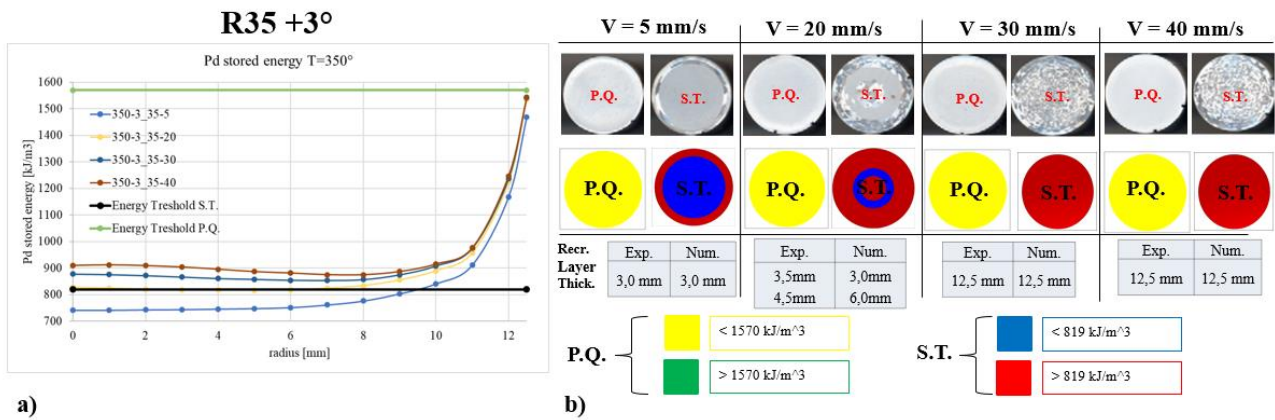 R35 +3°
Pd stored energy T=350°
Pd stored energy [kJ/m3]
1600
1500
1400
1300
1200
1100
1000
900
800
700
350-3_35-5
350-3_35-20
350-3_35-30
350-3_35-40
Energy Treshold S.T.
Energy Treshold P.Q.
0 2 4 6 8 10 12
radius [mm]
a)
V = 5 mm/s V = 20 mm/s V = 30 mm/s V = 40 mm/s
P.Q. S.T. P.Q. S.T. P.Q. S.T. P.Q. S.T.
P.Q. S.T. P.Q. S.T. P.Q. S.T. P.Q. S.T.
Recr.
Layer
Thick.
Exp. Num. Exp. Num. Exp. Num. Exp. Num.
3,0 mm 3,0 mm 3,5mm 3,0mm 12,5 mm 12,5 mm 12,5 mm 12,5 mm
4,5mm 6,0mm
P.Q.
< 1570 kJ/m^3
> 1570 kJ/m^3
S.T.
< 819 kJ/m^3
> 819 kJ/m^3
b)